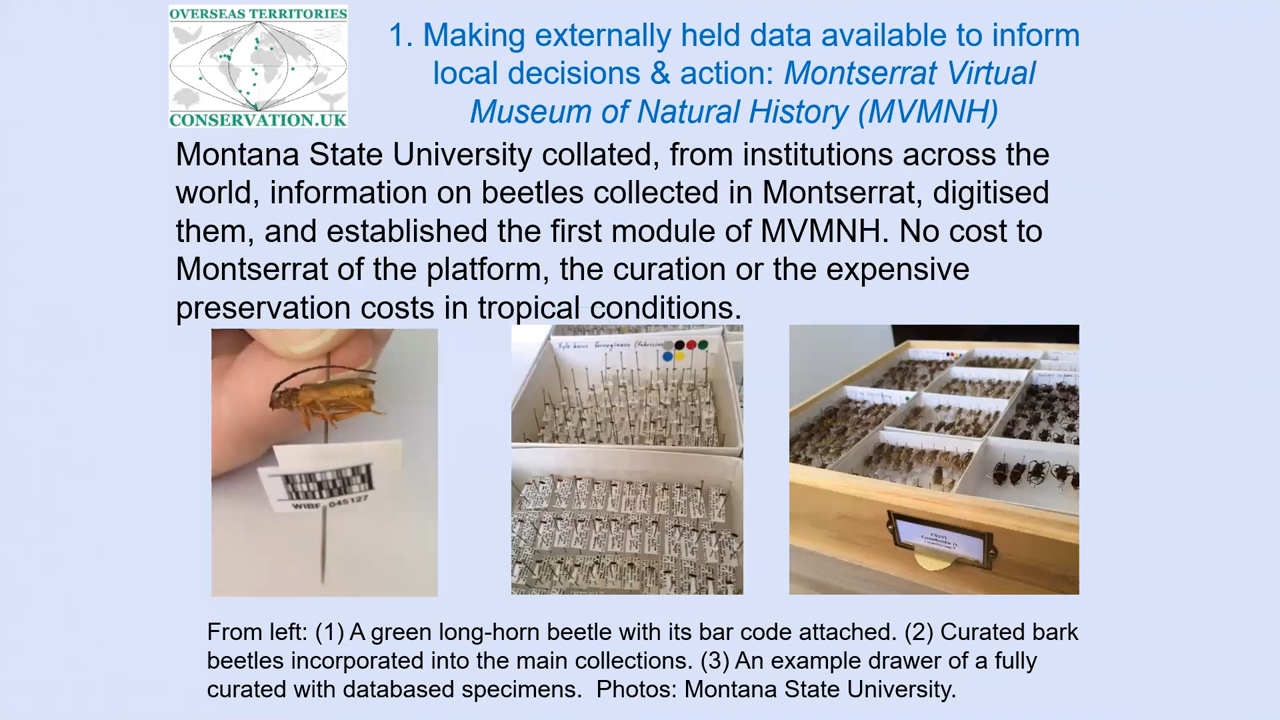 OVERSEAS TERRITORIES
CONSERVATION.UK
1. Making externally held data available to inform
local decisions & action: Montserrat Virtual
Museum of Natural History (MVMNH)
Montana State University collated, from institutions across the
world, information on beetles collected in Montserrat, digitised
them, and established the first module of MVMNH. No cost to
Montserrat of the platform, the curation or the expensive
preservation costs in tropical conditions.
WIBF 045127
From left: (1) A green long-horn beetle with its bar code attached. (2) Curated bark
beetles incorporated into the main collections. (3) An example drawer of a fully
curated with databased specimens.  Photos: Montana State University.